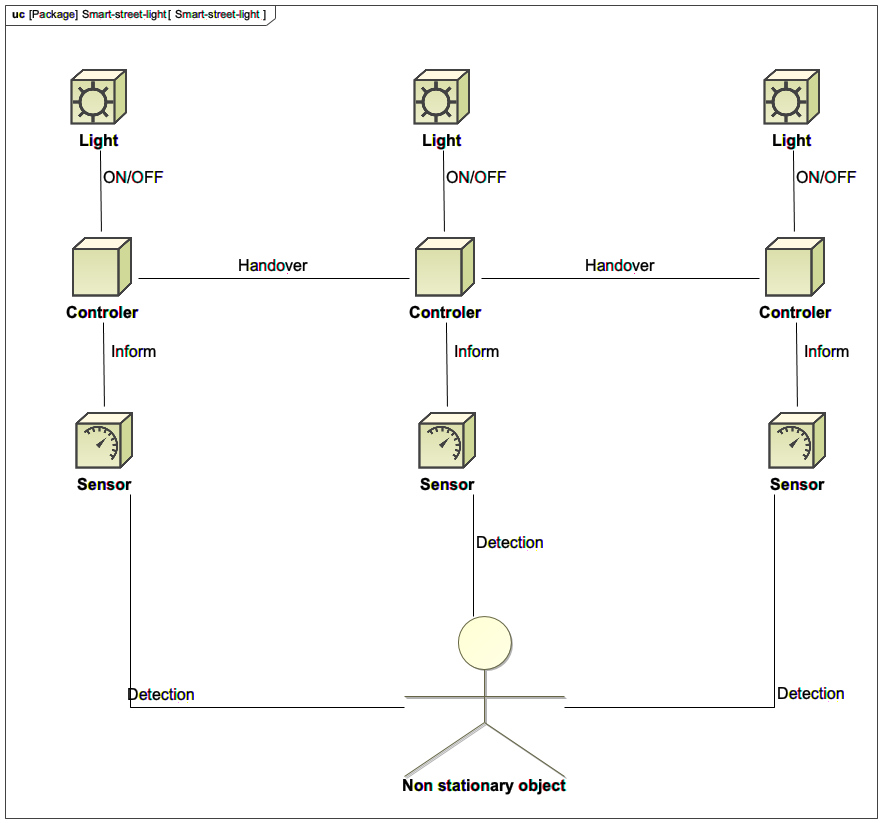 uc [Package] Smart-street-light[ Smart-street-light ]
Light Light Light
ON/OFF ON/OFF ON/OFF
Handover Handover
Controler Controler Controler
Inform Inform Inform
Sensor Sensor Sensor
Detection
Detection Detection
Non stationary object